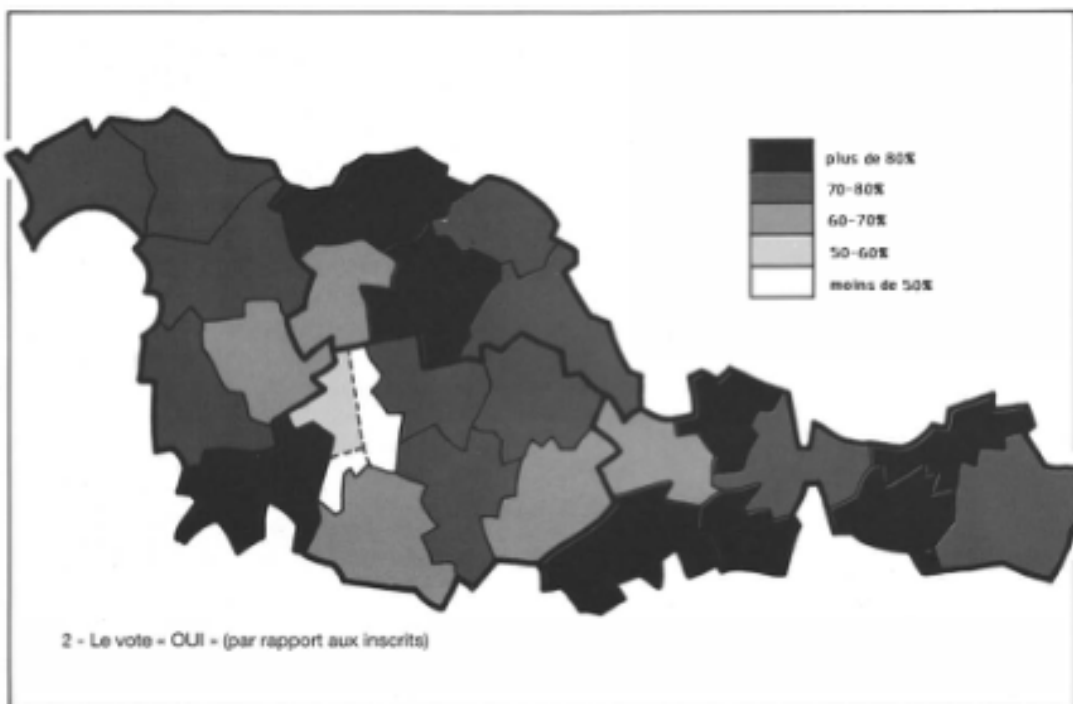 plus de 80%
70-80%
60-70%
50-60%
moins de 50%
2 - Le vote « OUI » (par rapport aux inscrits)